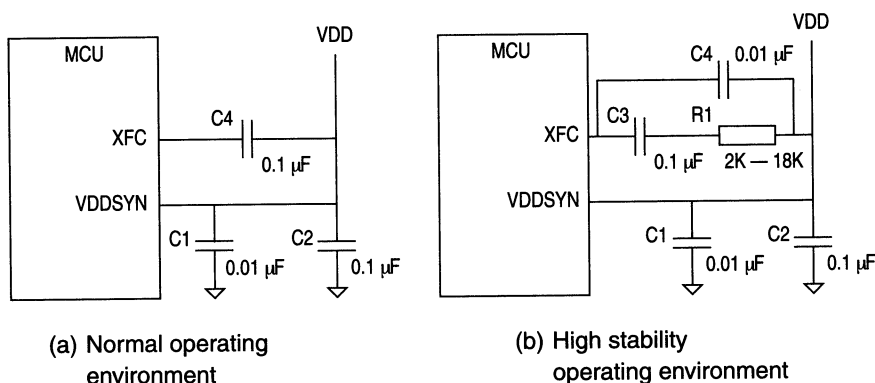 MCU
VDD
C4
XFC
0.1 µF
VDDSYN
C1
C2
0.01 µF
0.1 µF
(a) Normal operating
environment
MCU
VDD
C4
0.01 µF
C3
R1
XFC
0.1 µF
2K — 18K
VDDSYN
C1
C2
0.01 µF
0.1 µF
(b) High stability
operating environment